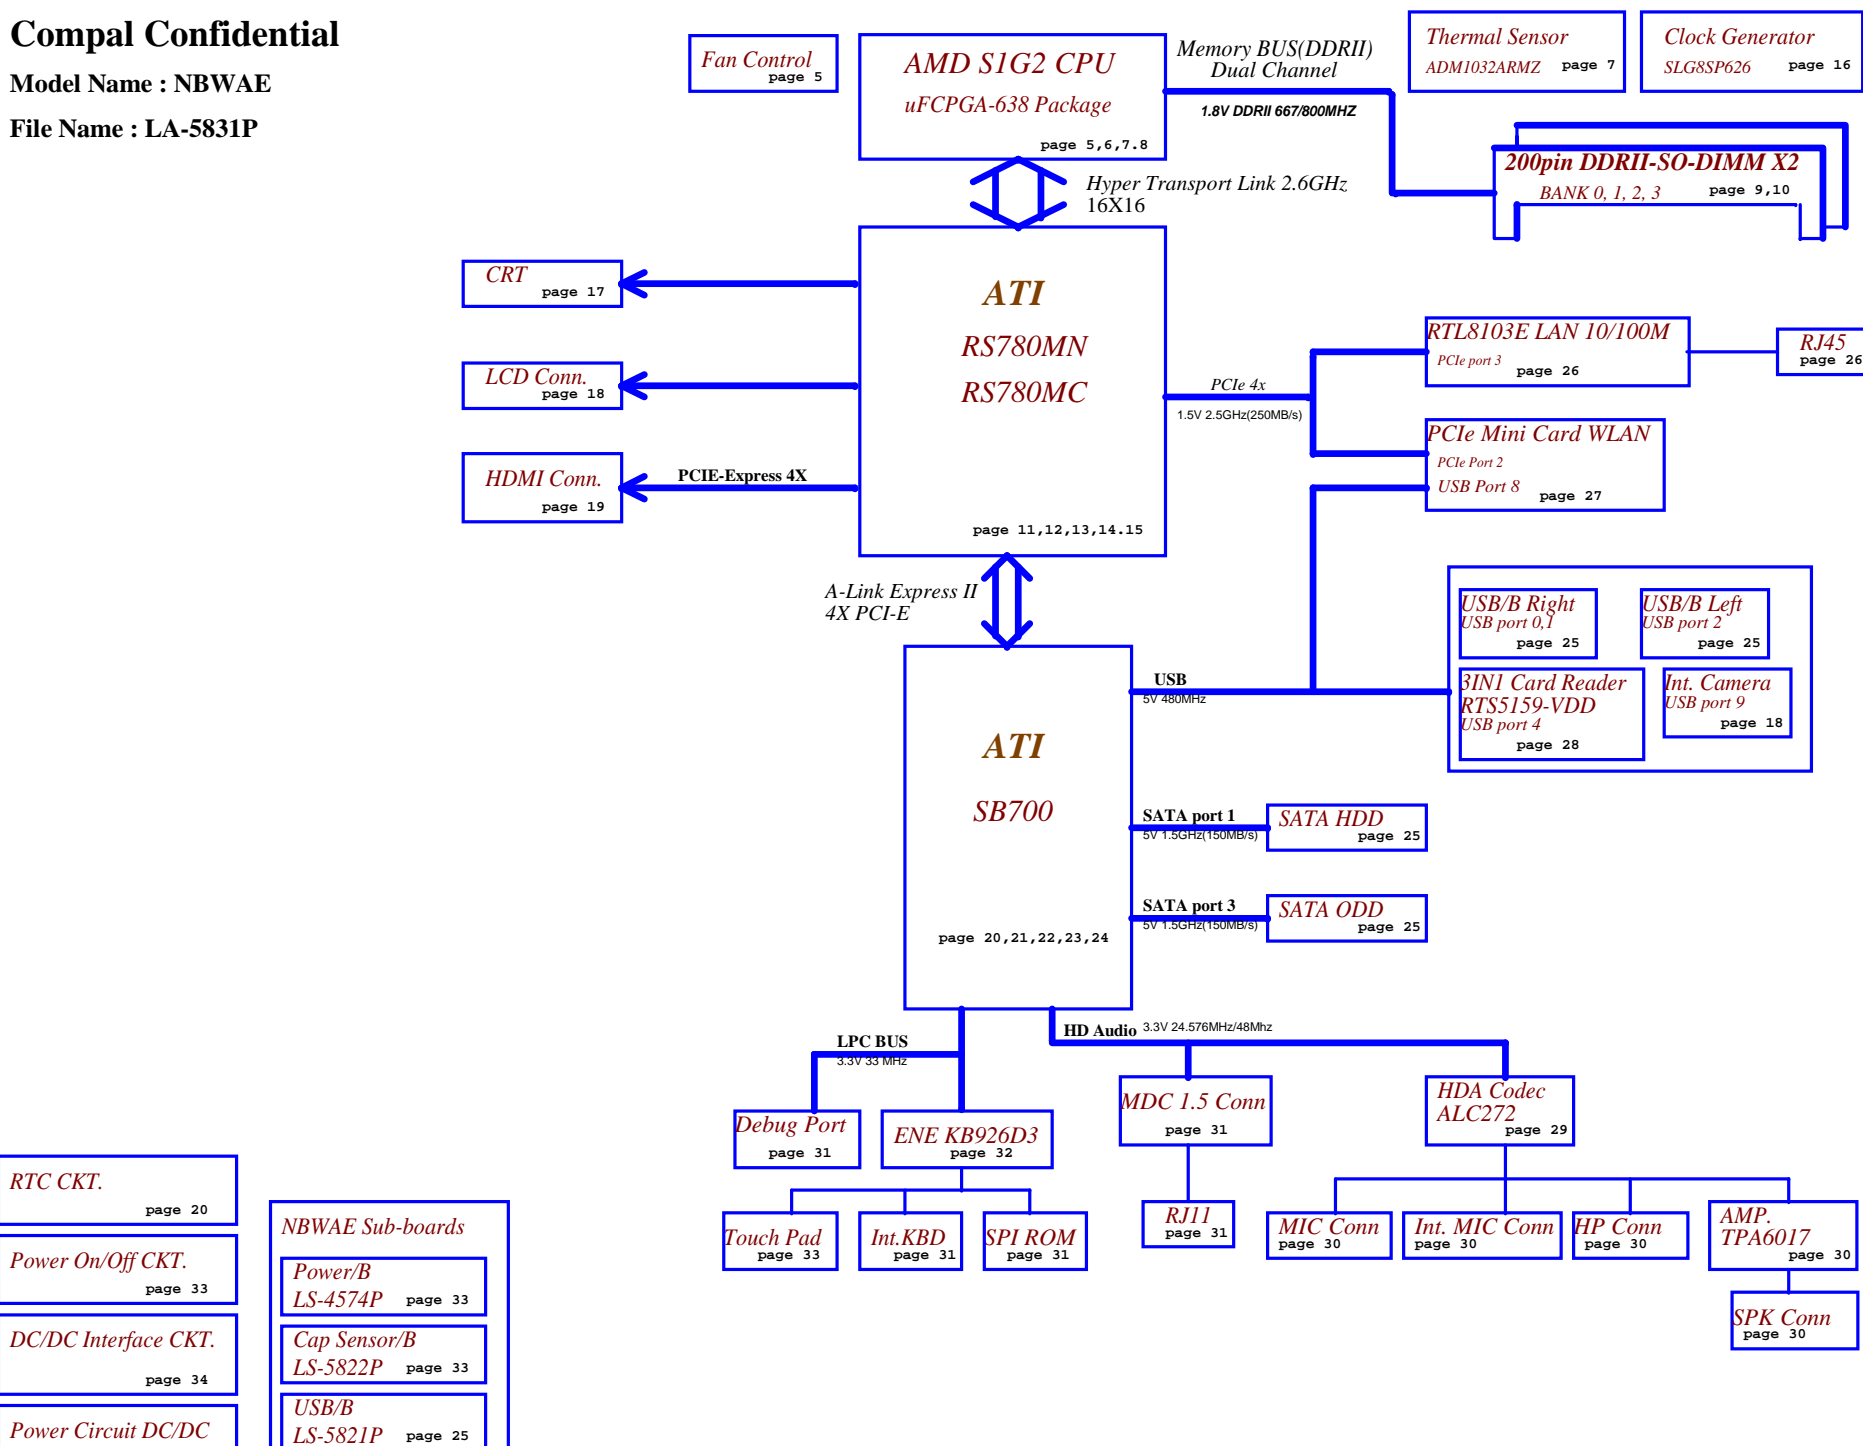 Compal Confidential
Model Name : NBWAE
File Name : LA-5831P
Fan Control
page 5
AMD S1G2 CPU
uFCPGA-638 Package
page 5,6,7.8
Memory BUS(DDRII)
Dual Channel
1.8V DDRII 667/800MHZ
Thermal Sensor
ADM1032ARMZ page 7
Clock Generator
SLG8SP626 page 16
200pin DDRII-SO-DIMM X2
BANK 0, 1, 2, 3 page 9,10
Hyper Transport Link 2.6GHz
16X16
CRT
page 17
LCD Conn.
page 18
HDMI Conn.
page 19
PCIE-Express 4X
ATI
RS780MN
RS780MC
page 11,12,13,14.15
PCIe 4x
1.5V 2.5GHz(250MB/s)
RTL8103E LAN 10/100M
PCIe port 3
page 26
RJ45
page 26
PCIe Mini Card WLAN
PCIe Port 2
USB Port 8
page 27
A-Link Express II
4X PCI-E
USB/B Right
USB port 0,1
page 25
USB/B Left
USB port 2
page 25
3IN1 Card Reader
RTS5159-VDD
USB port 4
page 28
Int. Camera
USB port 9
page 18
USB
5V 480MHz
ATI
SB700
page 20,21,22,23,24
SATA port 1
5V 1.5GHz(150MB/s)
SATA HDD
page 25
SATA port 3
5V 1.5GHz(150MB/s)
SATA ODD
page 25
LPC BUS
3.3V 33 MHz
HD Audio 3.3V 24.576MHz/48Mhz
Debug Port
page 31
ENE KB926D3
page 32
MDC 1.5 Conn
page 31
HDA Codec
ALC272
page 29
Touch Pad
page 33
Int.KBD
page 31
SPI ROM
page 31
RJ11
page 31
MIC Conn
page 30
Int. MIC Conn
page 30
HP Conn
page 30
AMP.
TPA6017
page 30
SPK Conn
page 30
RTC CKT.
page 20
Power On/Off CKT.
page 33
DC/DC Interface CKT.
page 34
Power Circuit DC/DC
NBWAE Sub-boards
Power/B
LS-4574P page 33
Cap Sensor/B
LS-5822P page 33
USB/B
LS-5821P page 25